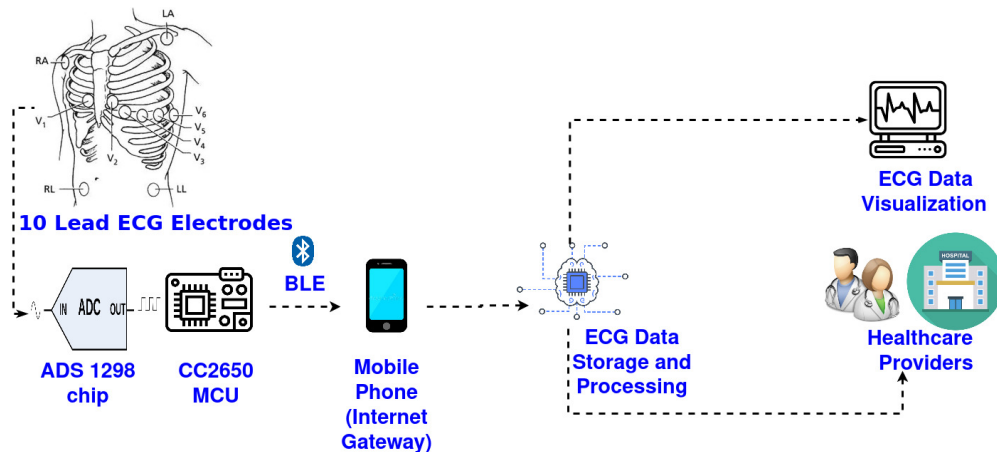 LA
RA
V1
V2
V6
V5
V4
V3
RL
LL
10 Lead ECG Electrodes
IN ADC OUT
ADS 1298
chip
CC2650
MCU
BLE
Mobile
Phone
(Internet
Gateway)
ECG Data
Storage and
Processing
ECG Data
Visualization
HOSPITAL
Healthcare
Providers